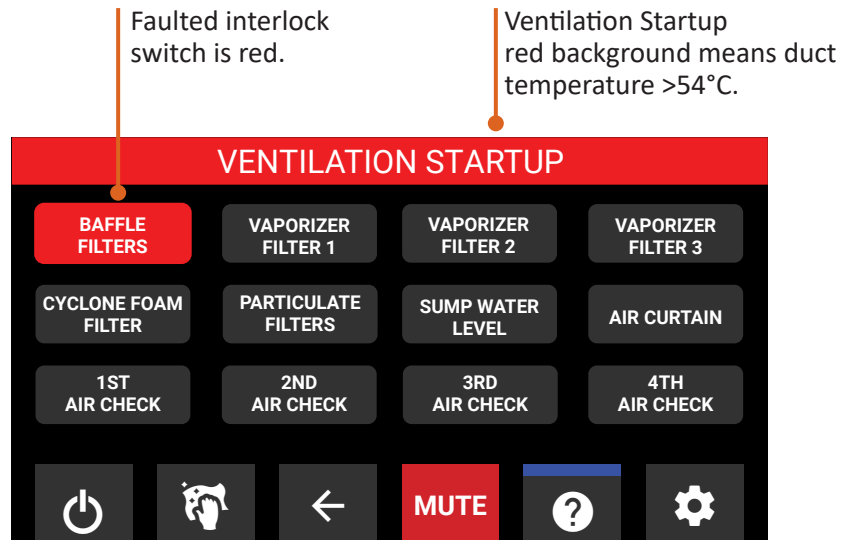 Faulted interlock
switch is red.
Ventilation Startup
red background means duct
temperature >54°C.
VENTILATION STARTUP
BAFFLE
FILTERS
VAPORIZER
FILTER 1
VAPORIZER
FILTER 2
VAPORIZER
FILTER 3
CYCLONE FOAM
FILTER
PARTICULATE
FILTERS
SUMP WATER
LEVEL
AIR CURTAIN
1ST
AIR CHECK
2ND
AIR CHECK
3RD
AIR CHECK
4TH
AIR CHECK
MUTE
?